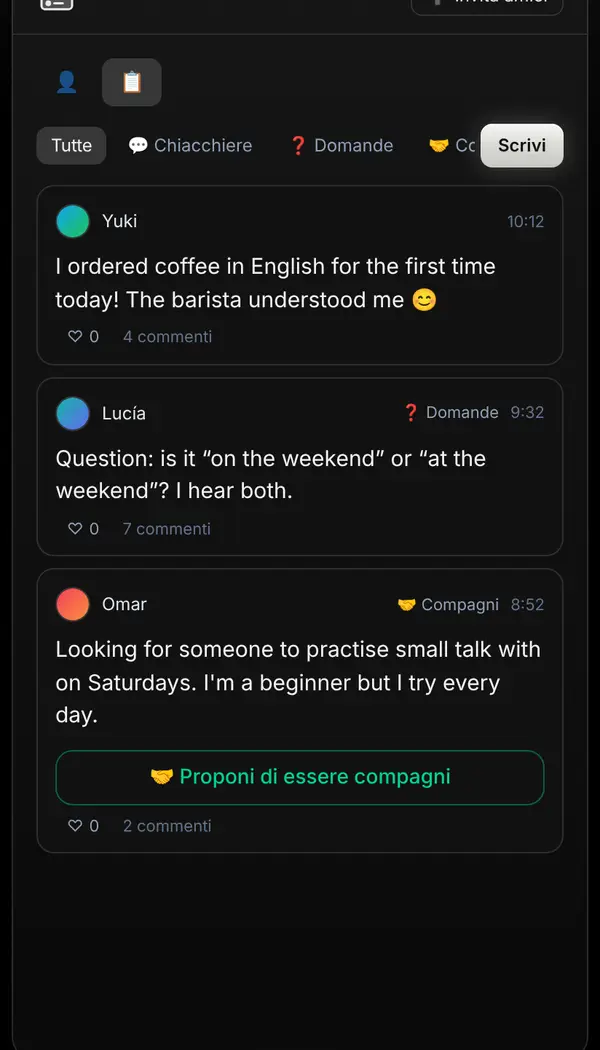 Tutte 💬 Chiacchiere ❓ Domande 🤝 Co Scrivi
Yuki 10:12
I ordered coffee in English for the first time
today! The barista understood me 😊
♡ 0 4 commenti
Lucía ❓ Domande 9:32
Question: is it “on the weekend” or “at the
weekend”? I hear both.
♡ 0 7 commenti
Omar 🤝 Compagni 8:52
Looking for someone to practise small talk with
on Saturdays. I'm a beginner but I try every
day.
🤝 Proponi di essere compagni
♡ 0 2 commenti